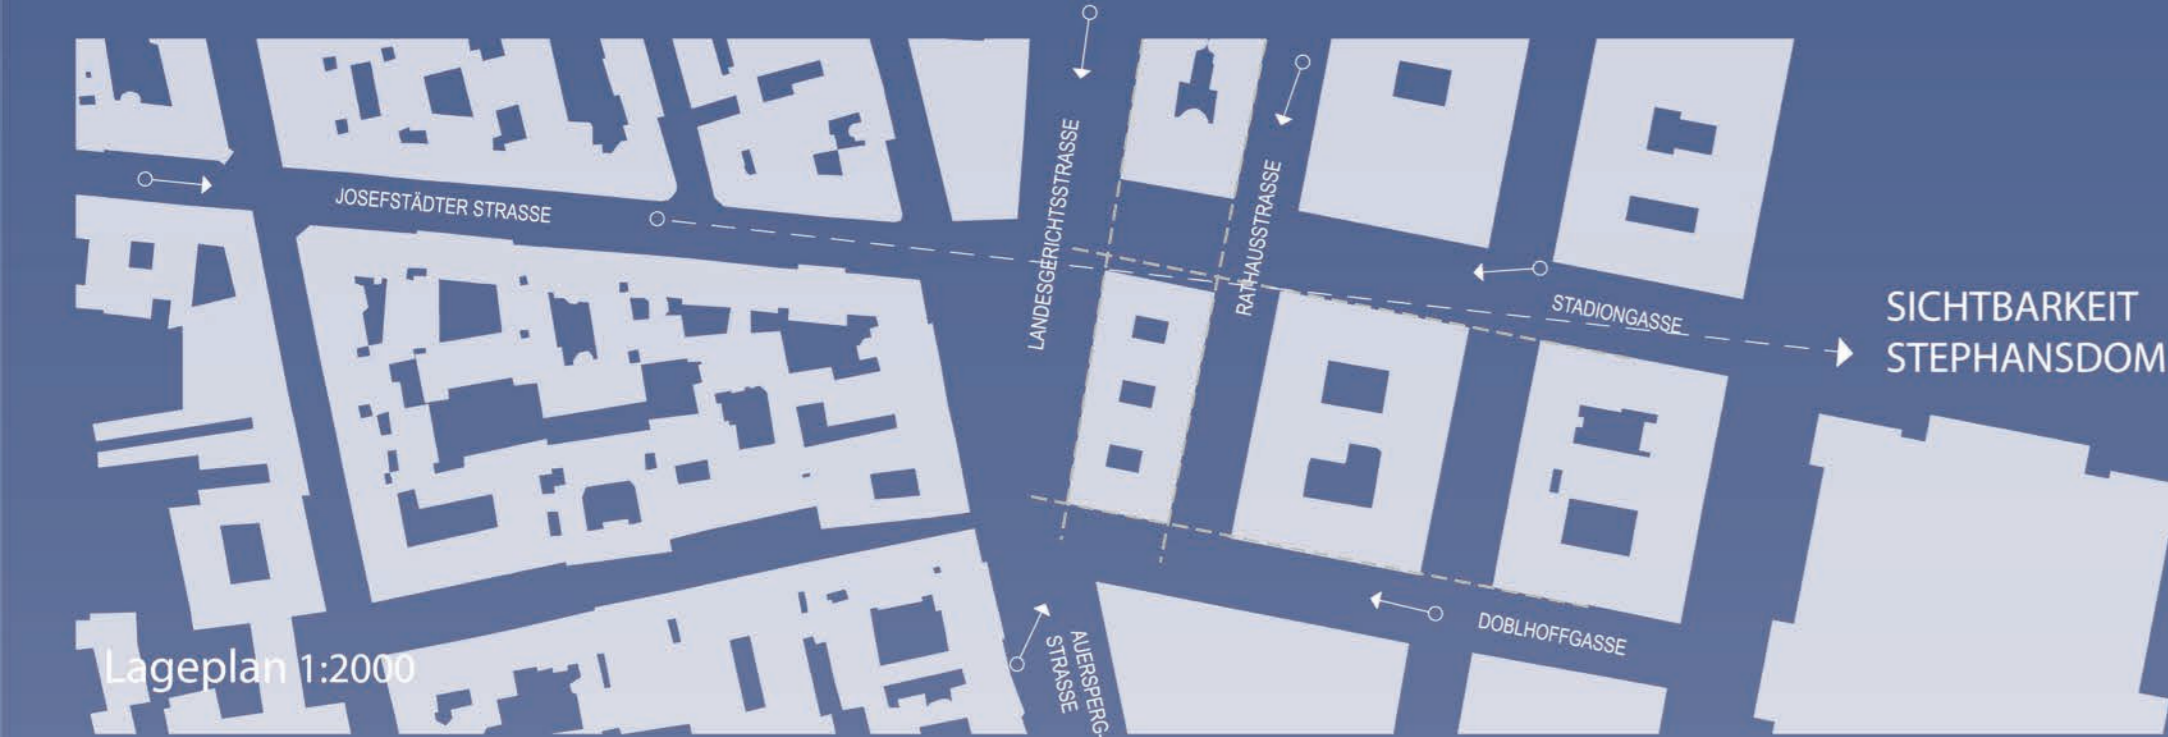 JOSEFSTÄDTER STRASSE
LANDESGERICHTSSTRASSE
RATHAUSSTRASSE
STADIONGASSE
SICHTBARKEIT
STEPHANSDOM
DOBLHOFFGASSE
AUERSPERG-
STRASSE
Lageplan 1:2000